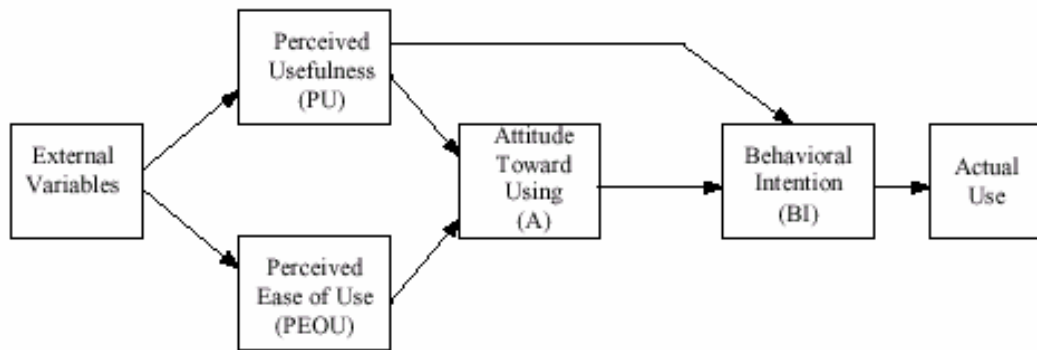 External
Variables
Perceived
Usefulness
(PU)
Perceived
Ease of Use
(PEOU)
Attitude
Toward
Using
(A)
Behavioral
Intention
(BI)
Actual
Use